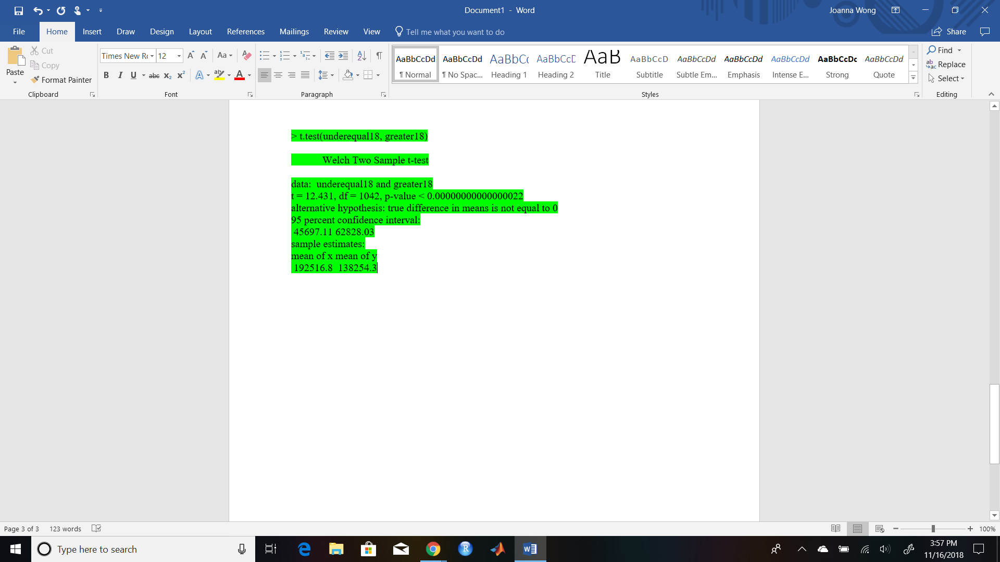 Document1 - Word
Joanna Wong
File Home Insert Draw Design Layout References Mailings Review View Tell me what you want to do
Share
Paste
Cut
Copy
Format Painter
Clipboard
Times New Ro
12
Font
Paragraph
AaBbCcDd AaBbCcDd AaBbCc AaBbCcD AaB AaBbCcD AaBbCcDd AaBbCcDd AaBbCcDd AaBbCcDc AaBbCcDd
¶ Normal ¶ No Spac... Heading 1 Heading 2 Title Subtitle Subtle Em... Emphasis Intense E... Strong Quote
Styles
Find
Replace
Select
Editing
> t.test(underequal18, greater18)
Welch Two Sample t-test
data:  underequal18 and greater18
t = 12.431, df = 1042, p-value < 0.00000000000000022
alternative hypothesis: true difference in means is not equal to 0
95 percent confidence interval:
45697.11 62828.03
sample estimates:
mean of x mean of y
192516.8  138254.3
Page 3 of 3 123 words
100%
Type here to search
3:57 PM
11/16/2018